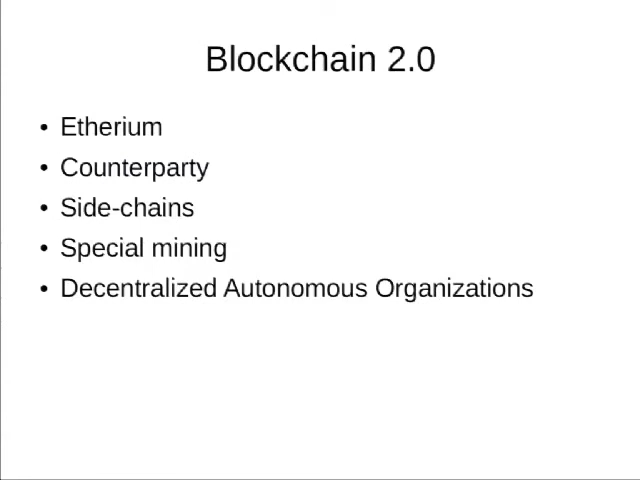 Blockchain 2.0
• Etherium
• Counterparty
• Side-chains
• Special mining
• Decentralized Autonomous Organizations